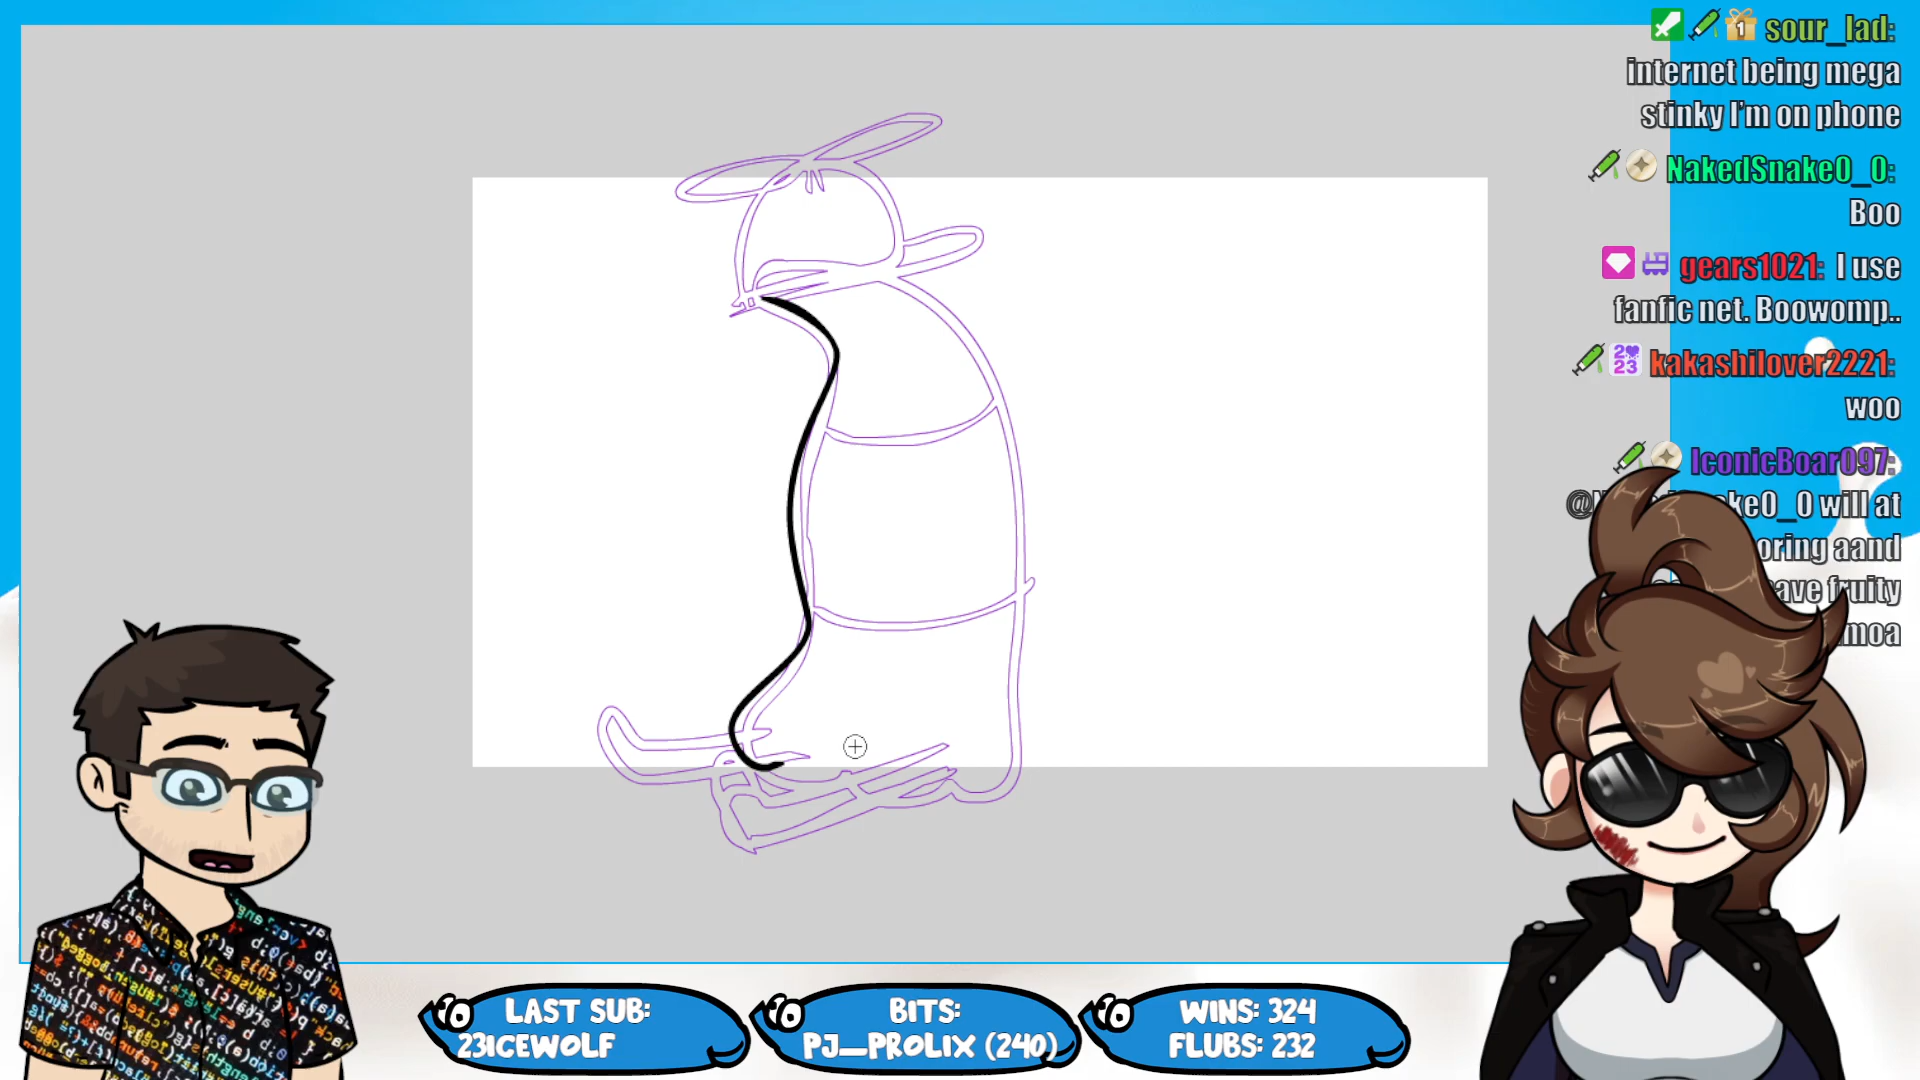 sour_lad:
internet being mega
stinky I'm on phone
NakedSnake0_0:
Boo
gears1021: I use
fanfic net. Boowomp..
kakashilover2221:
woo
IconicBoar097:
ke0_0 will at
oring aand
ave fruity
moa
LAST SUB:
23ICEWOLF
BITS:
PJ_PROLIX (240)
WINS: 324
FLUBS: 232